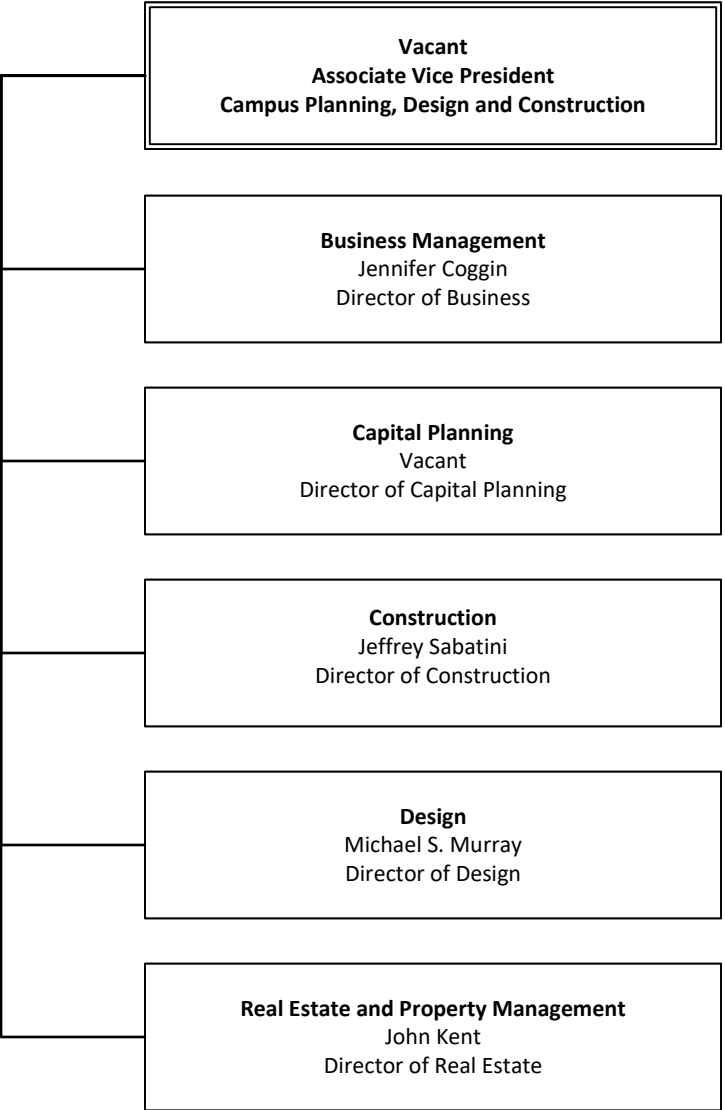 Vacant
Associate Vice President
Campus Planning, Design and Construction
Business Management
Jennifer Coggin
Director of Business
Capital Planning
Vacant
Director of Capital Planning
Construction
Jeffrey Sabatini
Director of Construction
Design
Michael S. Murray
Director of Design
Real Estate and Property Management
John Kent
Director of Real Estate